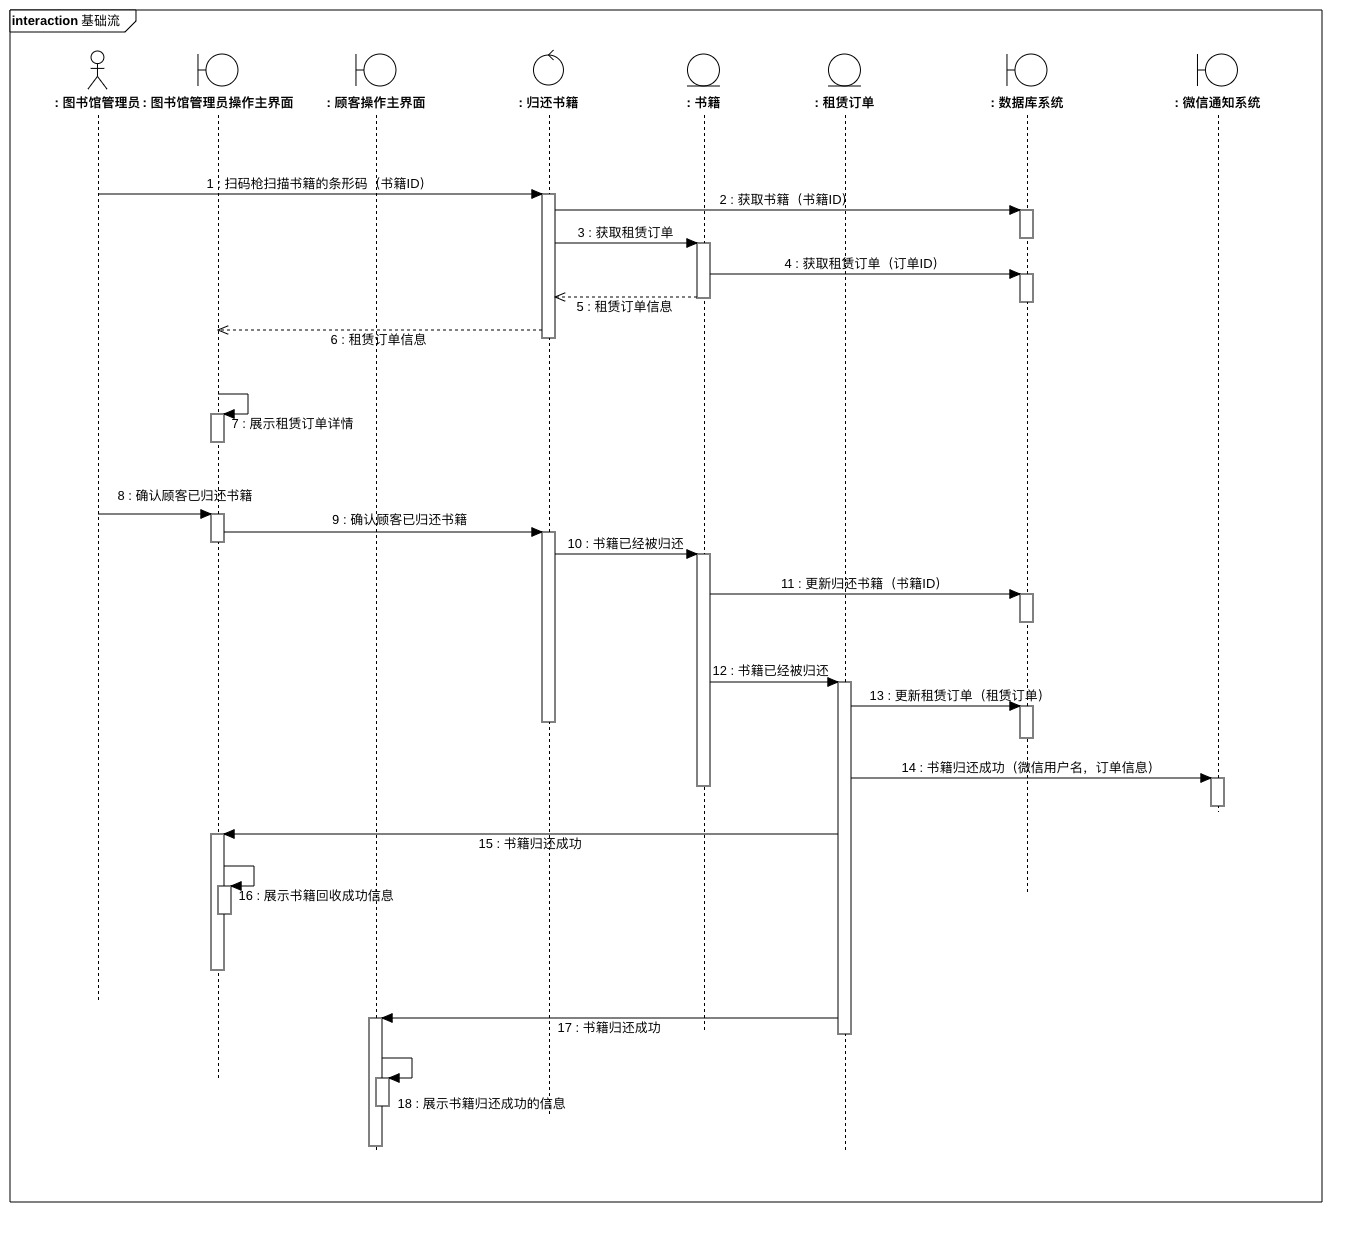 interaction 基础流
: 图书馆管理员
: 图书馆管理员操作主界面
: 顾客操作主界面
: 归还书籍
: 书籍
: 租赁订单
: 数据库系统
: 微信通知系统
1 : 扫码枪扫描书籍的条形码（书籍ID）
2 : 获取书籍（书籍ID）
3 : 获取租赁订单
4 : 获取租赁订单（订单ID）
5 : 租赁订单信息
6 : 租赁订单信息
7 : 展示租赁订单详情
8 : 确认顾客已归还书籍
9 : 确认顾客已归还书籍
10 : 书籍已经被归还
11 : 更新归还书籍（书籍ID）
12 : 书籍已经被归还
13 : 更新租赁订单（租赁订单）
14 : 书籍归还成功（微信用户名，订单信息）
15 : 书籍归还成功
16 : 展示书籍回收成功信息
17 : 书籍归还成功
18 : 展示书籍归还成功的信息